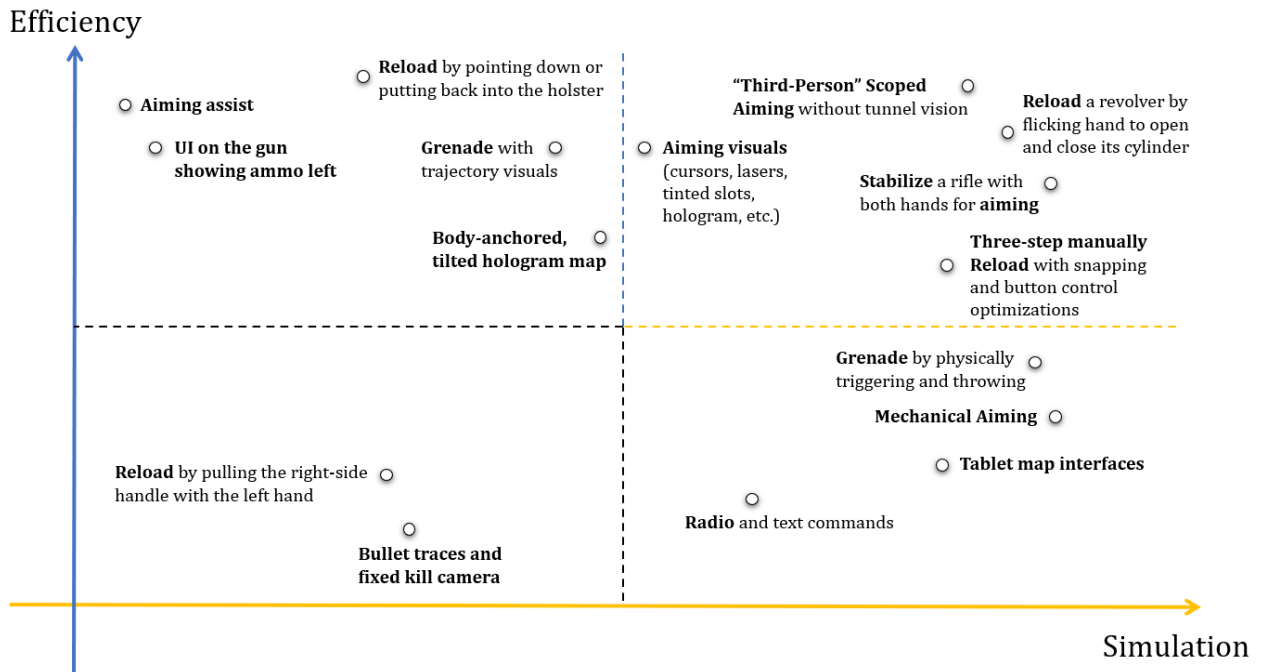 Efficiency
Reload by pointing down or
putting back into the holster
Aiming assist
UI on the gun
showing ammo left
Grenade with
trajectory visuals
Body-anchored,
tilted hologram map
“Third-Person” Scoped
Aiming without tunnel vision
Reload a revolver by
flicking hand to open
and close its cylinder
Aiming visuals
(cursors, lasers,
tinted slots,
hologram, etc.)
Stabilize a rifle with
both hands for aiming
Three-step manually
Reload with snapping
and button control
optimizations
Grenade by physically
triggering and throwing
Mechanical Aiming
Tablet map interfaces
Radio and text commands
Reload by pulling the right-side
handle with the left hand
Bullet traces and
fixed kill camera
Simulation